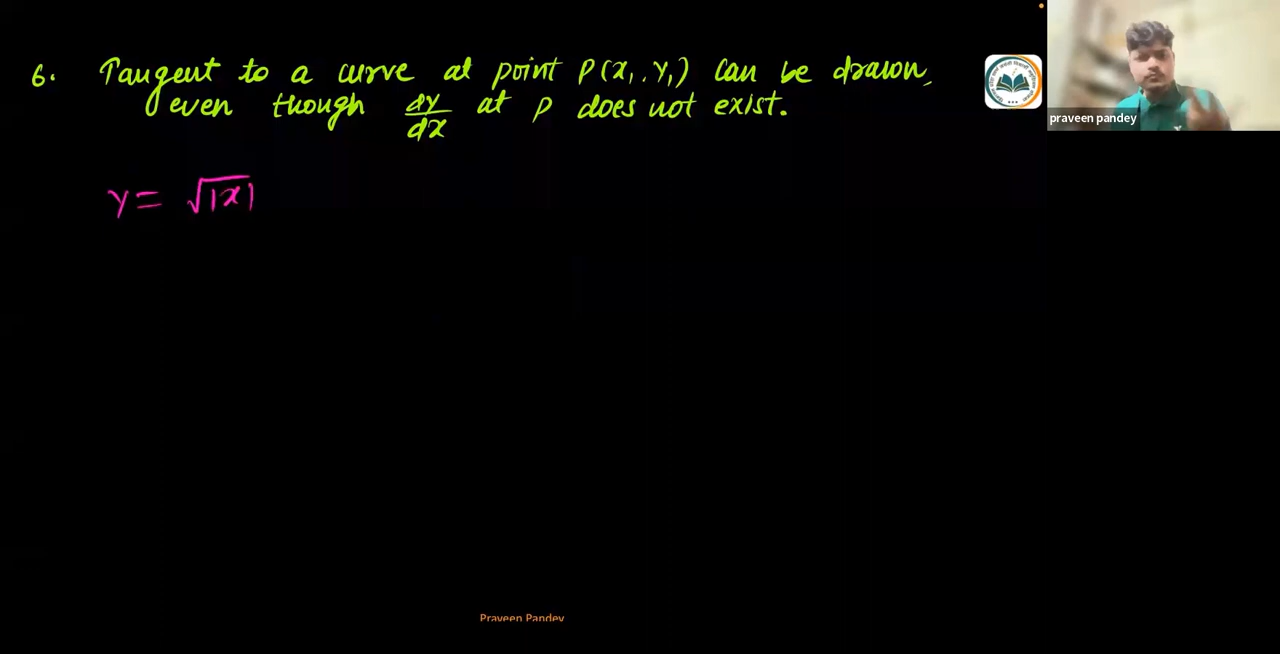 6. Tangent to a curve at point P(x₁, y₁) can be drawn,
even though dy/dx at P does not exist.
y = √|x|
praveen pandey
Praveen Pandey